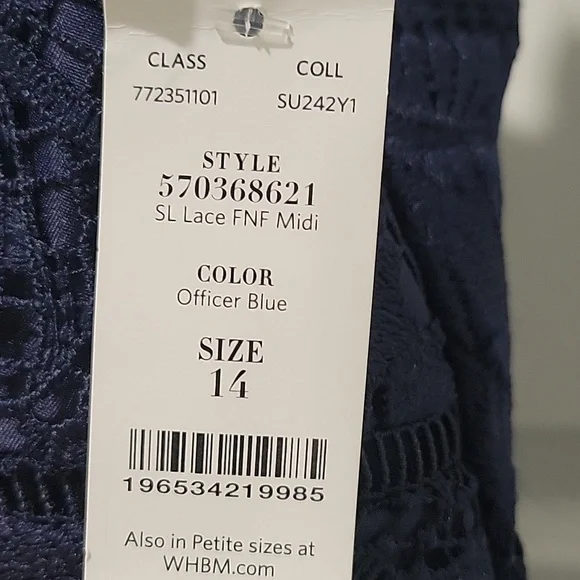 CLASS COLL
772351101 SU242Y1
STYLE
570368621
SL Lace FNF Midi
COLOR
Officer Blue
SIZE
14
196534219985
Also in Petite sizes at
WHBM.com